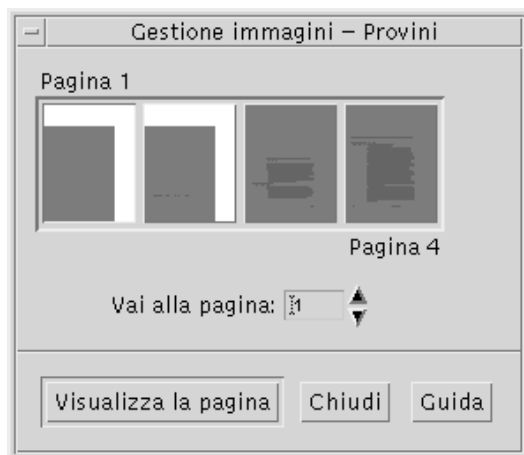 Gestione immagini – Provini
Pagina 1
Pagina 4
Vai alla pagina: 1
Visualizza la pagina Chiudi Guida